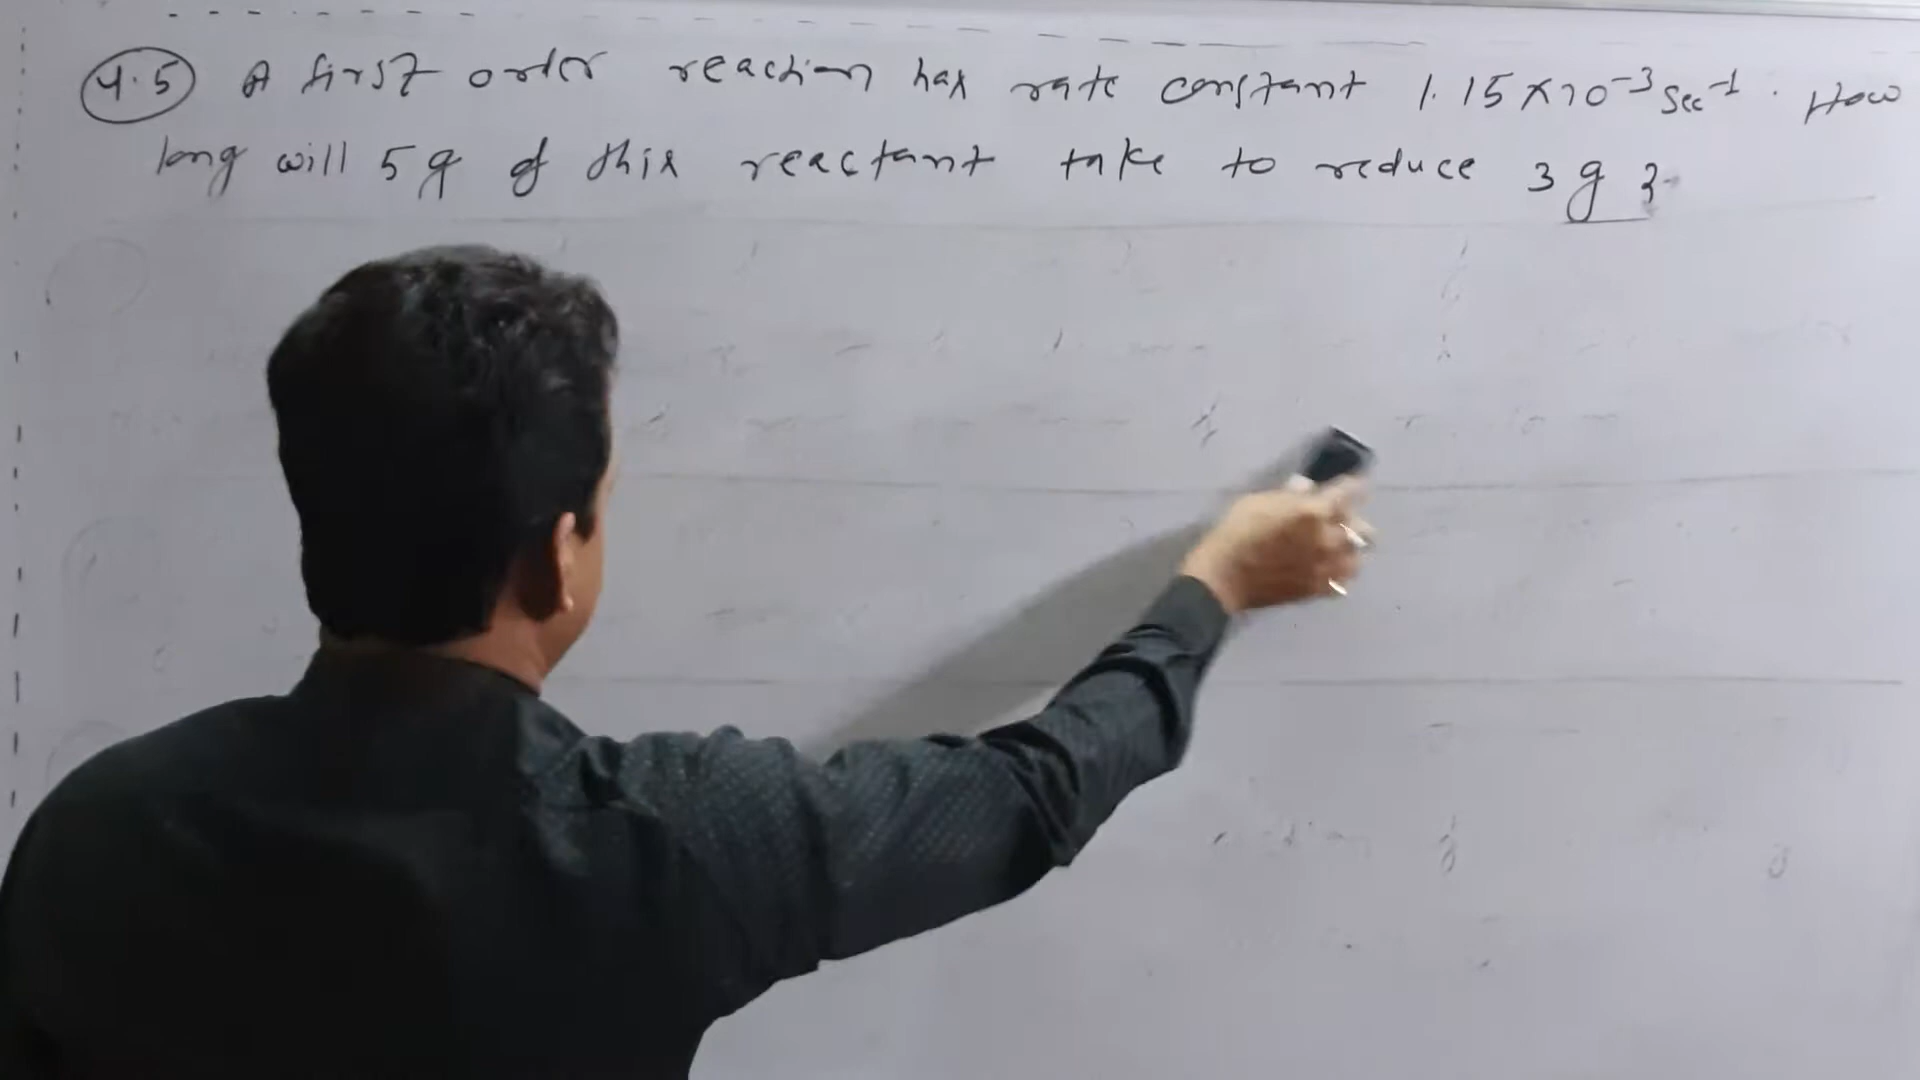 4.5 A first order reaction has rate constant 1.15×10⁻³ sec⁻¹. How
long will 5g of this reactant take to reduce 3g?